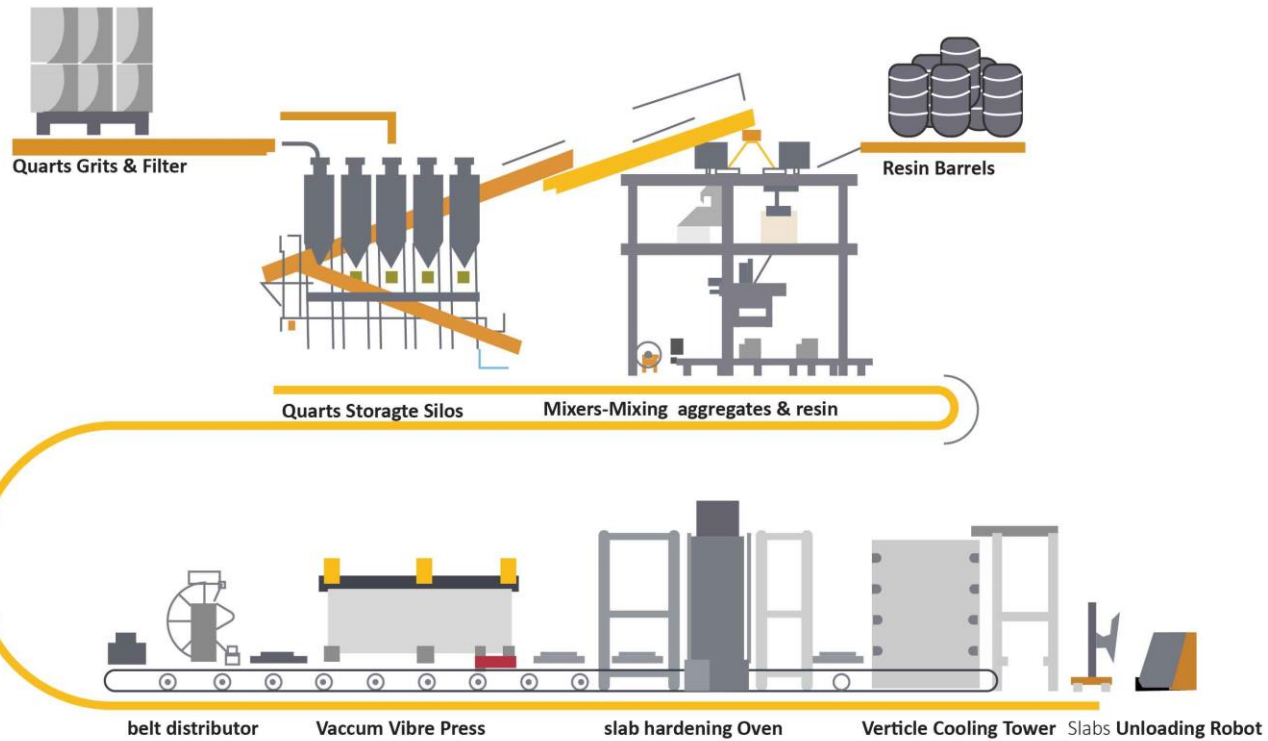 Quarts Grits & Filter
Resin Barrels
Quarts Storagte Silos
Mixers-Mixing aggregates & resin
belt distributor
Vaccum Vibre Press
slab hardening Oven
Verticle Cooling Tower
Slabs Unloading Robot